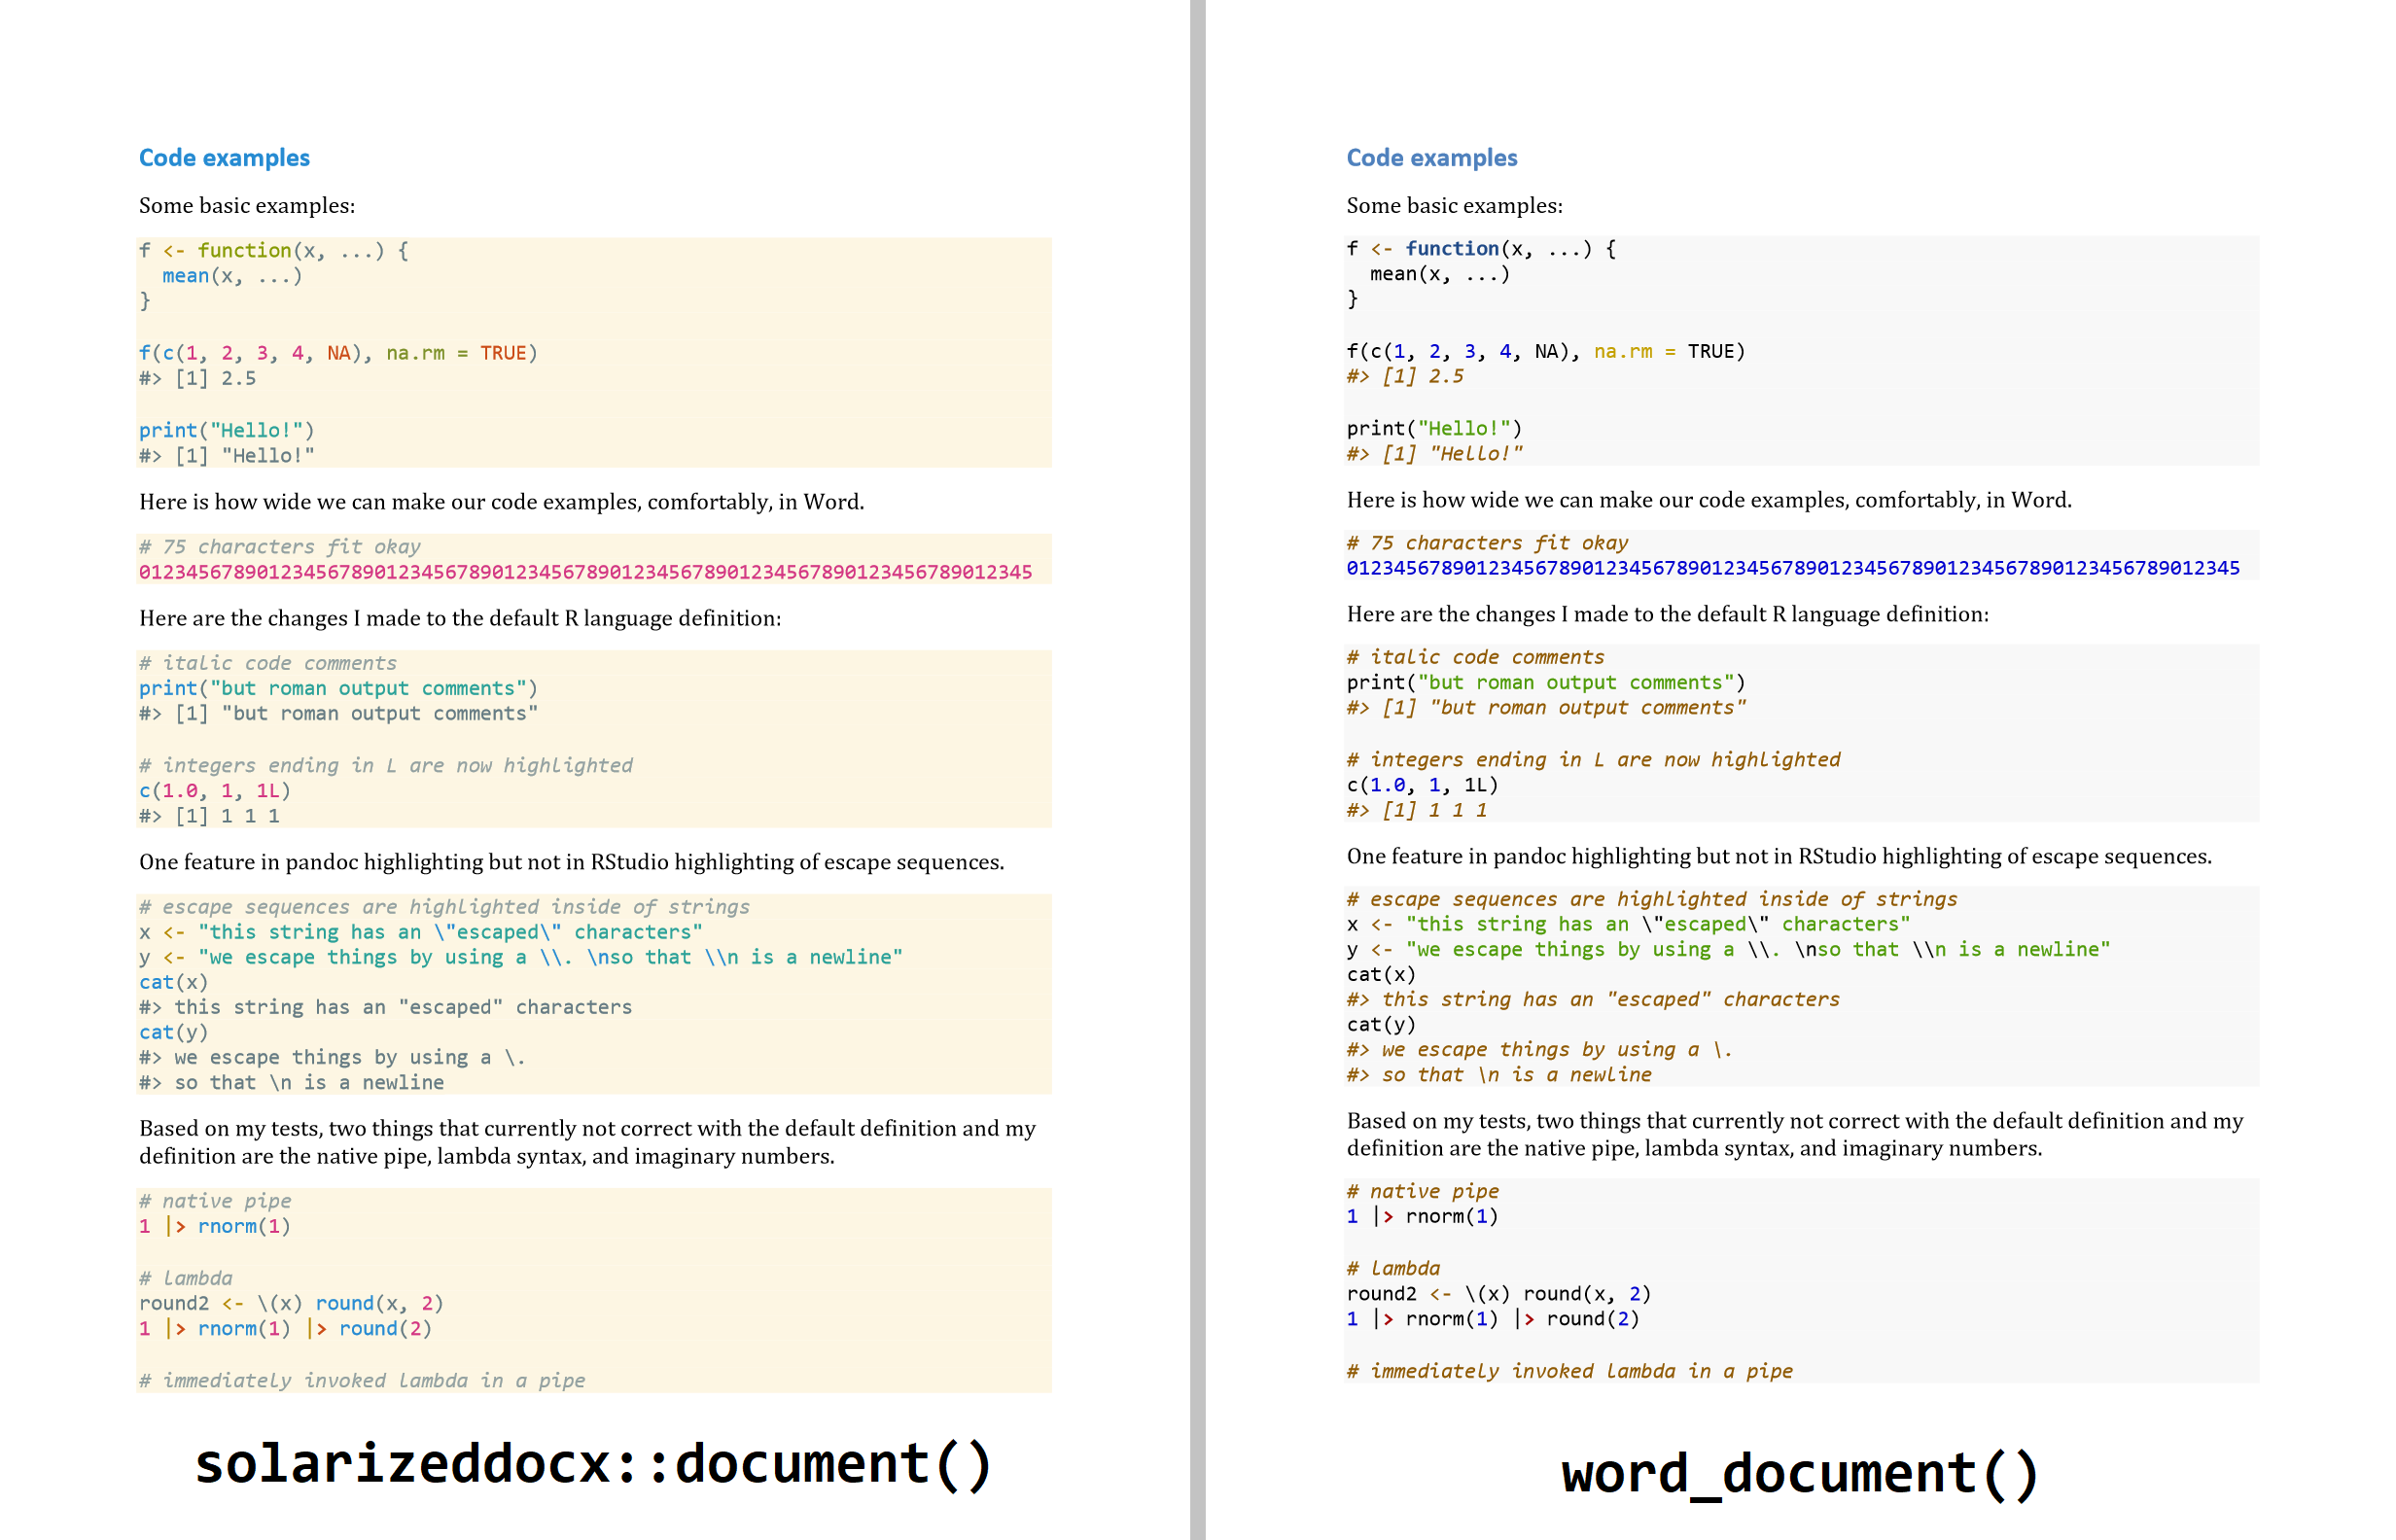 Code examples
Some basic examples:
f <- function(x, ...) {
  mean(x, ...)
}
f(c(1, 2, 3, 4, NA), na.rm = TRUE)
#> [1] 2.5
print("Hello!")
#> [1] "Hello!"
Here is how wide we can make our code examples, comfortably, in Word.
# 75 characters fit okay
0123456789012345678901234567890123456789012345678901234567890123456789012345
Here are the changes I made to the default R language definition:
# italic code comments
print("but roman output comments")
#> [1] "but roman output comments"
# integers ending in L are now highlighted
c(1.0, 1, 1L)
#> [1] 1 1 1
One feature in pandoc highlighting but not in RStudio highlighting of escape sequences.
# escape sequences are highlighted inside of strings
x <- "this string has an \"escaped\" characters"
y <- "we escape things by using a \\. \nso that \\n is a newline"
cat(x)
#> this string has an "escaped" characters
cat(y)
#> we escape things by using a \.
#> so that \n is a newline
Based on my tests, two things that currently not correct with the default definition and my
definition are the native pipe, lambda syntax, and imaginary numbers.
# native pipe
1 |> rnorm(1)
# lambda
round2 <- \(x) round(x, 2)
1 |> rnorm(1) |> round(2)
# immediately invoked lambda in a pipe
solarizeddocx::document()
Code examples
Some basic examples:
f <- function(x, ...) {
  mean(x, ...)
}
f(c(1, 2, 3, 4, NA), na.rm = TRUE)
#> [1] 2.5
print("Hello!")
#> [1] "Hello!"
Here is how wide we can make our code examples, comfortably, in Word.
# 75 characters fit okay
0123456789012345678901234567890123456789012345678901234567890123456789012345
Here are the changes I made to the default R language definition:
# italic code comments
print("but roman output comments")
#> [1] "but roman output comments"
# integers ending in L are now highlighted
c(1.0, 1, 1L)
#> [1] 1 1 1
One feature in pandoc highlighting but not in RStudio highlighting of escape sequences.
# escape sequences are highlighted inside of strings
x <- "this string has an \"escaped\" characters"
y <- "we escape things by using a \\. \nso that \\n is a newline"
cat(x)
#> this string has an "escaped" characters
cat(y)
#> we escape things by using a \.
#> so that \n is a newline
Based on my tests, two things that currently not correct with the default definition and my
definition are the native pipe, lambda syntax, and imaginary numbers.
# native pipe
1 |> rnorm(1)
# lambda
round2 <- \(x) round(x, 2)
1 |> rnorm(1) |> round(2)
# immediately invoked lambda in a pipe
word_document()